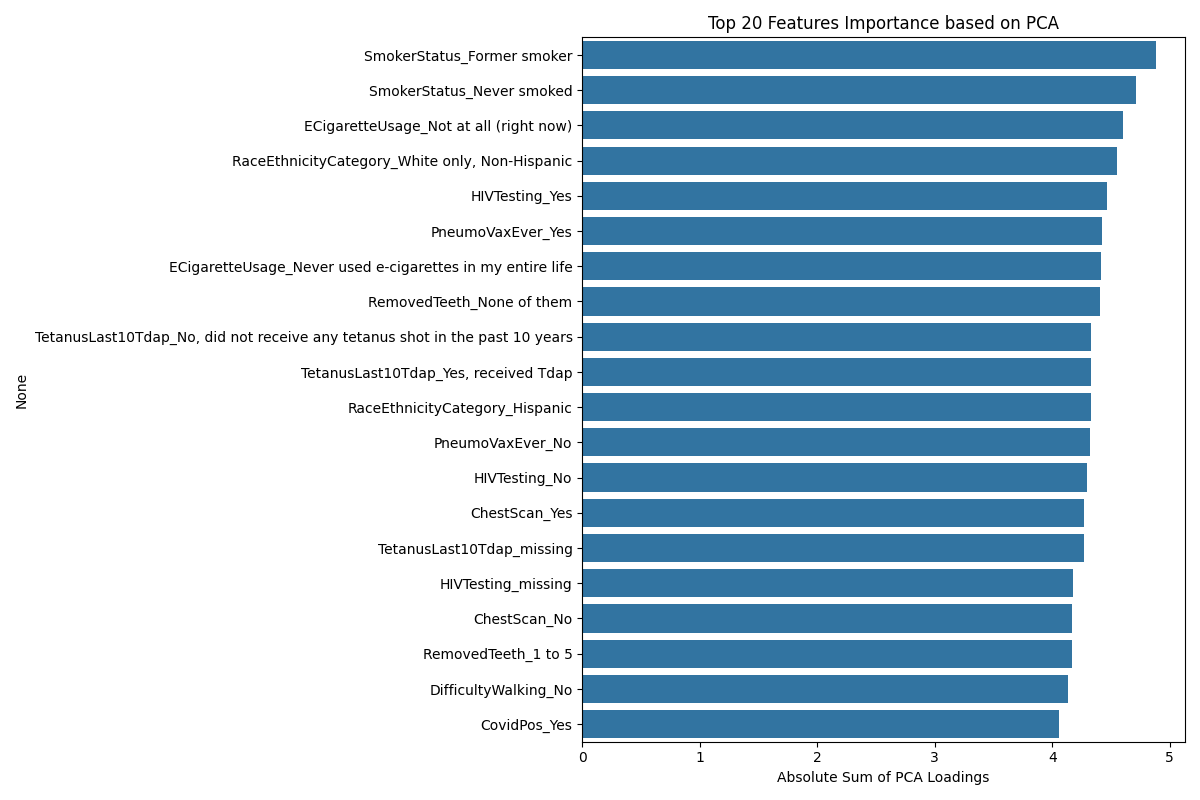 Top 20 Features Importance based on PCA
SmokerStatus_Former smoker
SmokerStatus_Never smoked
ECigaretteUsage_Not at all (right now)
RaceEthnicityCategory_White only, Non-Hispanic
HIVTesting_Yes
PneumoVaxEver_Yes
ECigaretteUsage_Never used e-cigarettes in my entire life
RemovedTeeth_None of them
TetanusLast10Tdap_No, did not receive any tetanus shot in the past 10 years
TetanusLast10Tdap_Yes, received Tdap
RaceEthnicityCategory_Hispanic
PneumoVaxEver_No
HIVTesting_No
ChestScan_Yes
TetanusLast10Tdap_missing
HIVTesting_missing
ChestScan_No
RemovedTeeth_1 to 5
DifficultyWalking_No
CovidPos_Yes
None
0 1 2 3 4 5
Absolute Sum of PCA Loadings